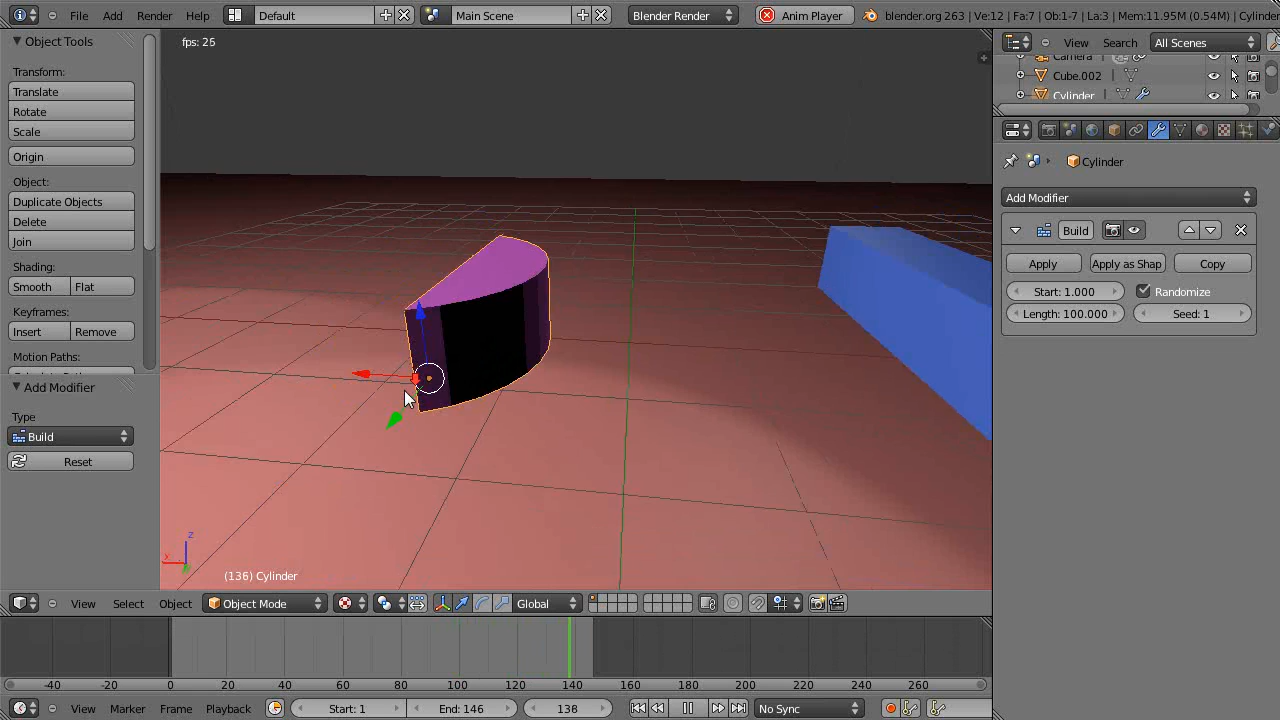 File Add Render Help Default Main Scene Blender Render Anim Player blender.org 263 | Ve:12 | Fa:7 | Ob:1-7 | La:3 | Mem:11.95M (0.54M) | Cylinder
Object Tools
Transform:
Translate
Rotate
Scale
Origin
Object:
Duplicate Objects
Delete
Join
Shading:
Smooth Flat
Keyframes:
Insert Remove
Motion Paths:
Add Modifier
Type
Build
Reset
fps: 25
z
x
(136) Cylinder
View Search All Scenes
Camera
Cube.002
Cylinder
Cylinder
Add Modifier
Build
Apply Apply as Shap Copy
Start: 1.000 Randomize
Length: 100.000 Seed: 1
View Select Object Object Mode Global
-40 -20 0 20 40 60 80 100 120 140 160 180 200 220 240 260
View Marker Frame Playback Start: 1 End: 146 138 No Sync